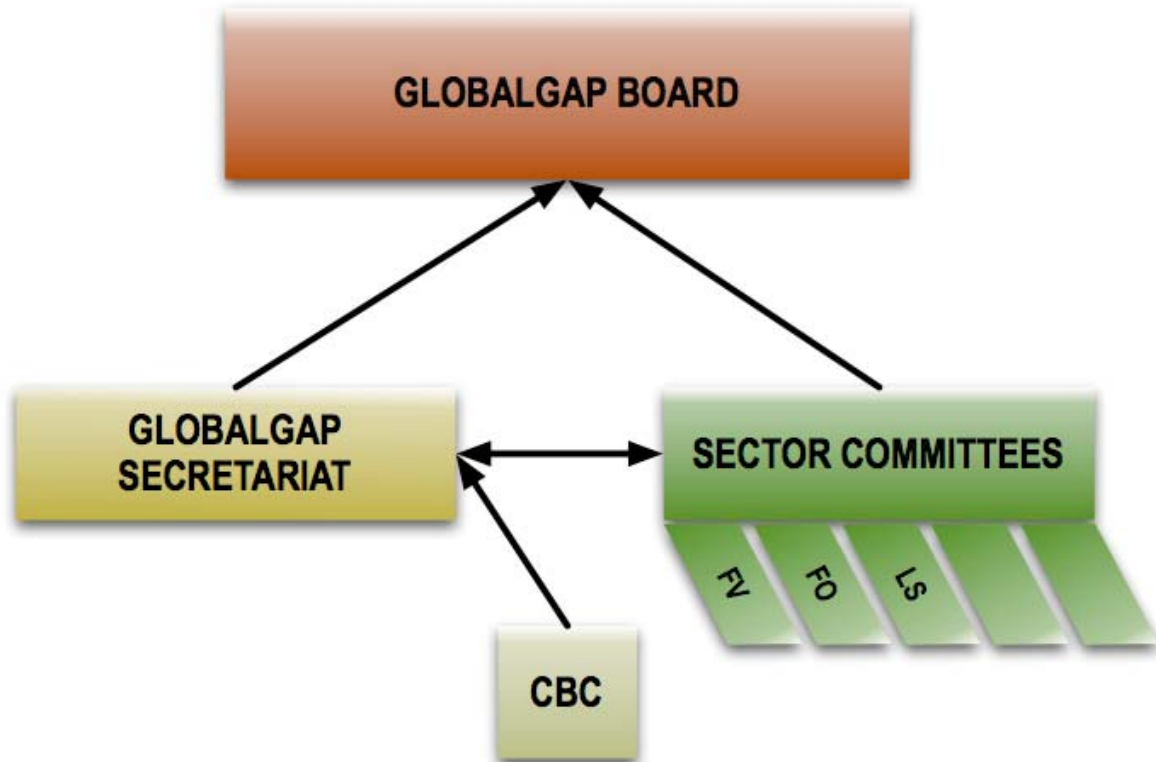 GLOBALGAP BOARD
GLOBALGAP
SECRETARIAT
SECTOR COMMITTEES
FV
FO
LS
CBC